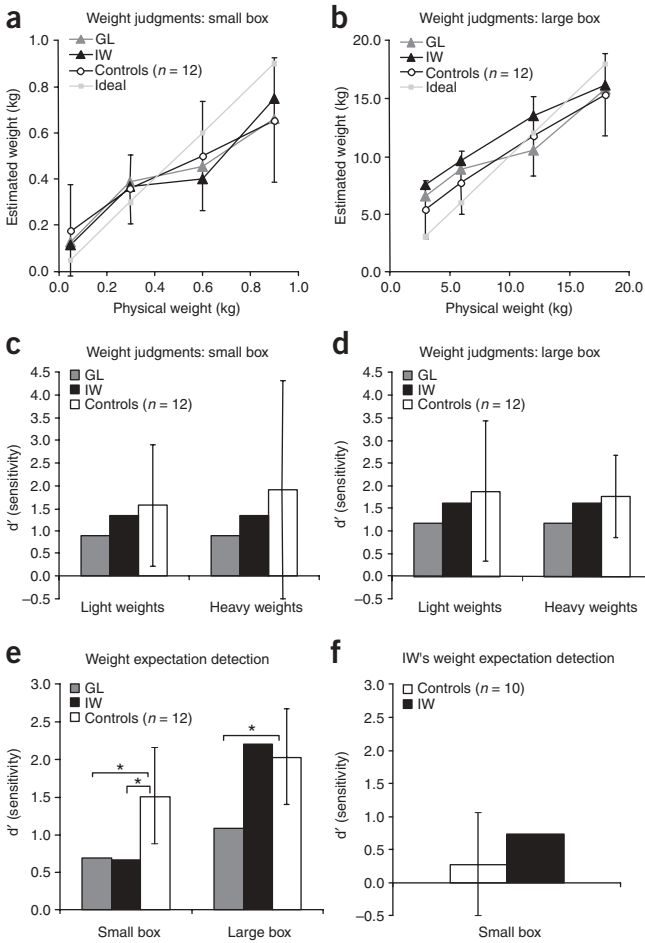 a
Weight judgments: small box
GL
IW
Controls (n = 12)
Ideal
Estimated weight (kg)
1.0
0.8
0.6
0.4
0.2
0.0
0.0 0.2 0.4 0.6 0.8 1.0
Physical weight (kg)
b
Weight judgments: large box
GL
IW
Controls (n = 12)
Ideal
Estimated weight (kg)
20.0
15.0
10.0
5.0
0.0
0.0 5.0 10.0 15.0 20.0
Physical weight (kg)
c
Weight judgments: small box
GL
IW
Controls (n = 12)
d′ (sensitivity)
4.5
4.0
3.5
3.0
2.5
2.0
1.5
1.0
0.5
0.0
–0.5
Light weights Heavy weights
d
Weight judgments: large box
GL
IW
Controls (n = 12)
d′ (sensitivity)
4.5
4.0
3.5
3.0
2.5
2.0
1.5
1.0
0.5
0.0
–0.5
Light weights Heavy weights
e
Weight expectation detection
GL
IW
Controls (n = 12)
d′ (sensitivity)
3.0
2.5
2.0
1.5
1.0
0.5
0.0
*
*
*
Small box Large box
f
IW's weight expectation detection
Controls (n = 10)
IW
d′ (sensitivity)
3.0
2.5
2.0
1.5
1.0
0.5
0.0
–0.5
Small box